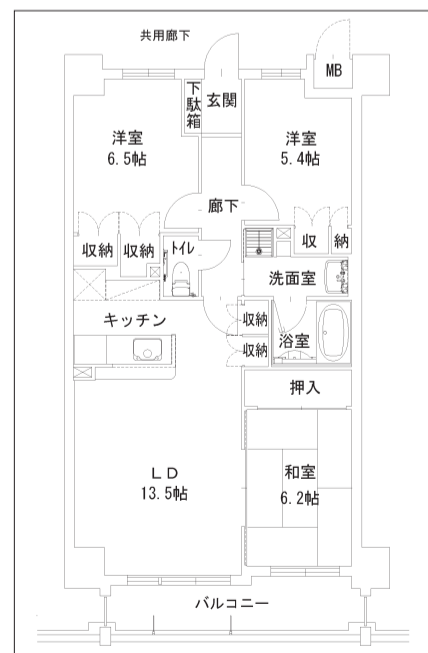 共用廊下
MB
下駄箱
玄関
洋室
6.5帖
洋室
5.4帖
廊下
収納
収納
トイレ
収
納
洗面室
キッチン
収納
収納
浴室
押入
LD
13.5帖
和室
6.2帖
バルコニー